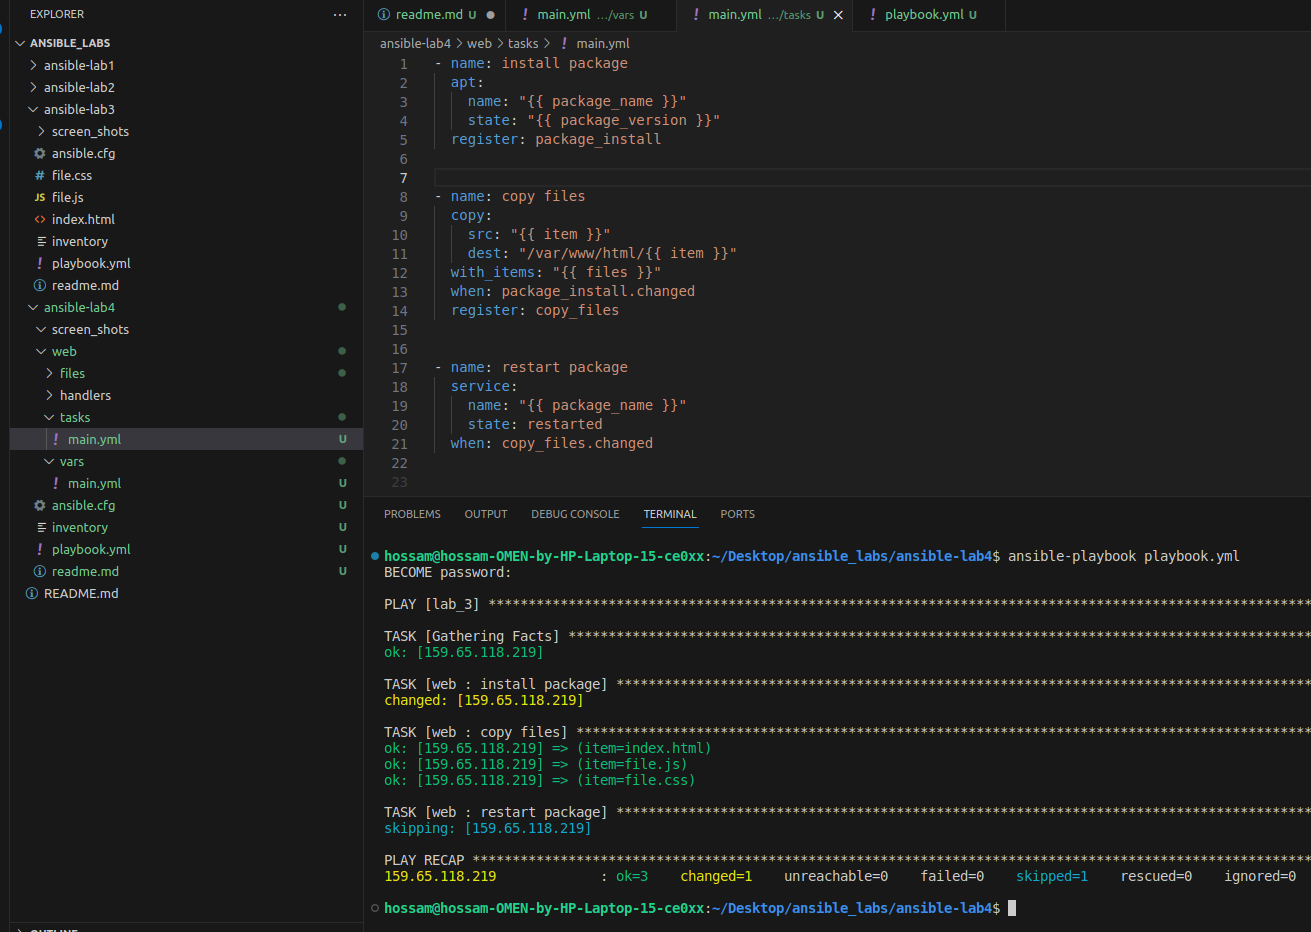 EXPLORER ...
ANSIBLE_LABS
ansible-lab1
ansible-lab2
ansible-lab3
screen_shots
ansible.cfg
# file.css
JS file.js
<> index.html
inventory
! playbook.yml
readme.md
ansible-lab4
screen_shots
web
files
handlers
tasks
! main.yml U
vars
! main.yml U
ansible.cfg U
inventory U
! playbook.yml U
readme.md U
README.md
OUTLINE
readme.md U ! main.yml .../vars U ! main.yml .../tasks U ! playbook.yml U
ansible-lab4 > web > tasks > ! main.yml
1 - name: install package
2 apt:
3 name: "{{ package_name }}"
4 state: "{{ package_version }}"
5 register: package_install
6
7
8 - name: copy files
9 copy:
10 src: "{{ item }}"
11 dest: "/var/www/html/{{ item }}"
12 with_items: "{{ files }}"
13 when: package_install.changed
14 register: copy_files
15
16
17 - name: restart package
18 service:
19 name: "{{ package_name }}"
20 state: restarted
21 when: copy_files.changed
22
23
PROBLEMS OUTPUT DEBUG CONSOLE TERMINAL PORTS
hossam@hossam-OMEN-by-HP-Laptop-15-ce0xx:~/Desktop/ansible_labs/ansible-lab4$ ansible-playbook playbook.yml
BECOME password:
PLAY [lab_3] ********************************************************************************************************
TASK [Gathering Facts] **********************************************************************************************
ok: [159.65.118.219]
TASK [web : install package] ****************************************************************************************
changed: [159.65.118.219]
TASK [web : copy files] *********************************************************************************************
ok: [159.65.118.219] => (item=index.html)
ok: [159.65.118.219] => (item=file.js)
ok: [159.65.118.219] => (item=file.css)
TASK [web : restart package] ****************************************************************************************
skipping: [159.65.118.219]
PLAY RECAP **********************************************************************************************************
159.65.118.219 : ok=3 changed=1 unreachable=0 failed=0 skipped=1 rescued=0 ignored=0
hossam@hossam-OMEN-by-HP-Laptop-15-ce0xx:~/Desktop/ansible_labs/ansible-lab4$